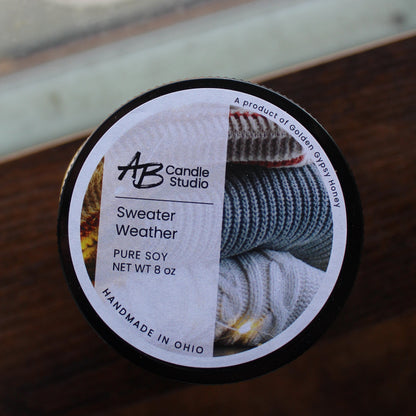 A product of Golden Gypsy Honey
AB Candle
Studio
Sweater
Weather
PURE SOY
NET WT 8 oz
HANDMADE IN OHIO